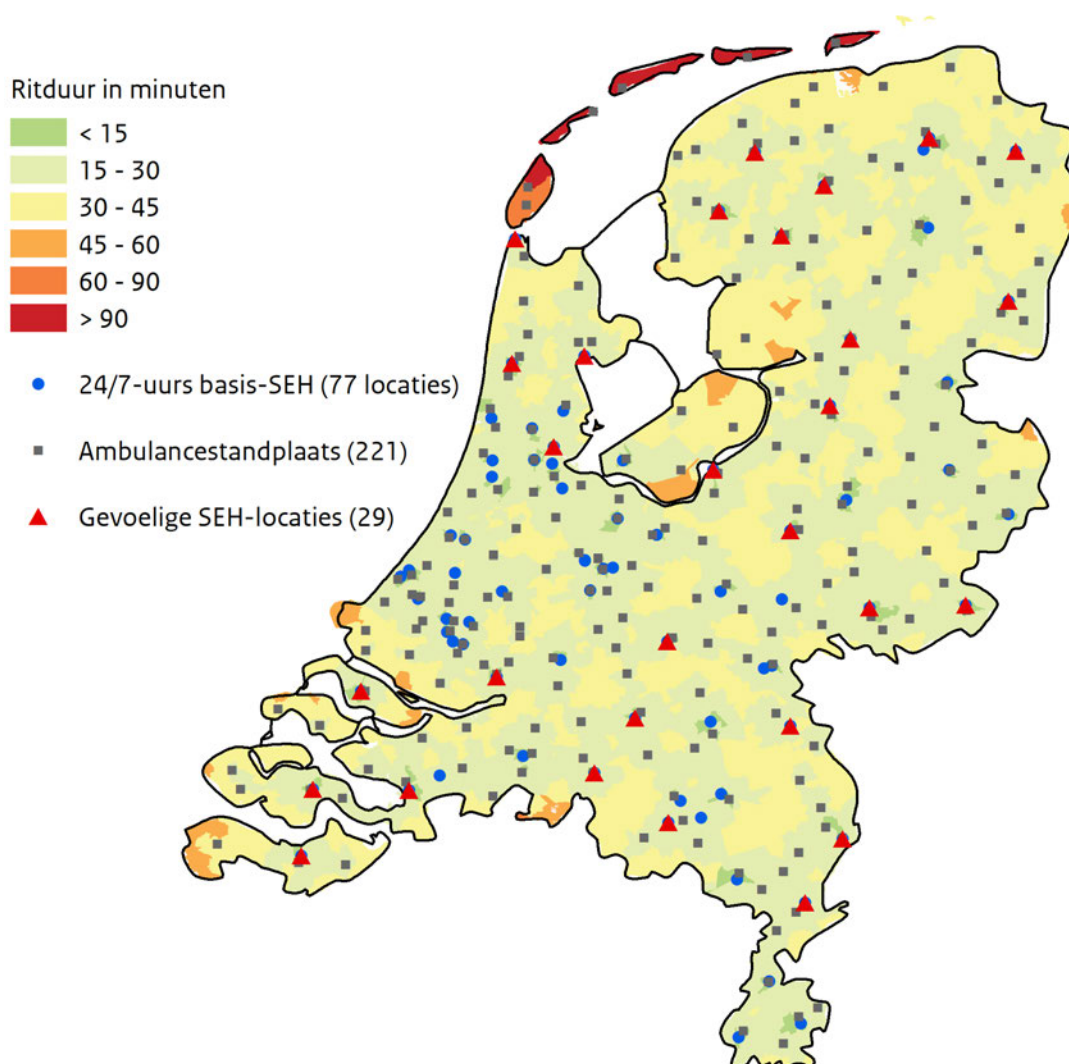 Ritduur in minuten
< 15
15 - 30
30 - 45
45 - 60
60 - 90
> 90
24/7-uurs basis-SEH (77 locaties)
Ambulancestandplaats (221)
Gevoelige SEH-locaties (29)